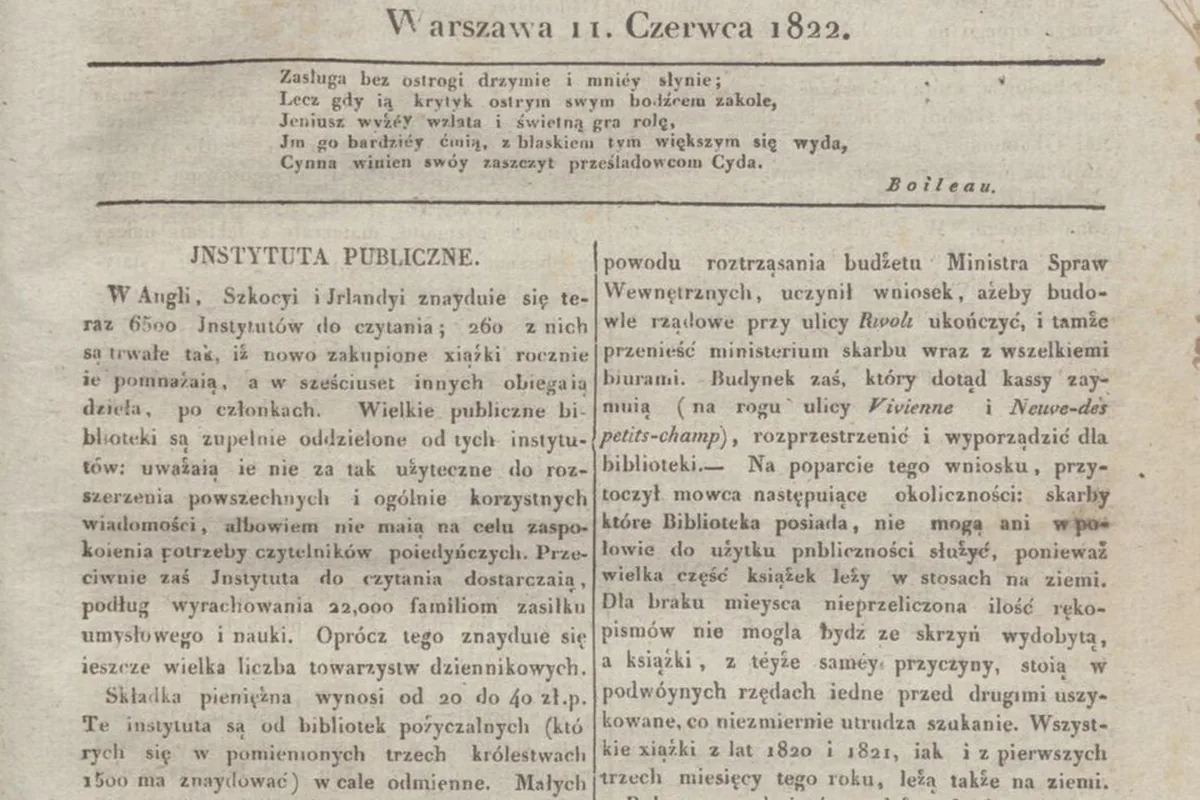 Warszawa 11. Czerwca 1822.
Zasługa bez ostrogi drzymie i mniéy słynie;
Lecz gdy ią krytyk ostrym swym bodźcem zakole,
Jeniusz wyżéy wzlata i świetną gra rolę,
Jm go bardziéy ćmią, z blaskiem tym większym się wyda,
Cynna winien swóy zaszczyt prześladowcom Cyda.
Boileau.
JNSTYTUTA PUBLICZNE.
W Angli, Szkocyi i Jrlandyi znayduie się te-
raz 6500 Jnstytutów do czytania; 260 z nich
są trwałe tak, iż nowo zakupione xiążki rocznie
ie pomnażaią, a w sześciuset innych obiegaią
dzieła, po członkach. Wielkie publiczne bi-
blioteki są zupełnie oddzielone od tych instytu-
tów: uważaią ie nie za tak użyteczne do roz-
szerzenia powszechnych i ogólnie korzystnych
wiadomości, albowiem nie maią na celu zaspo-
koienia potrzeby czytelników poiedyńczych. Prze-
ciwnie zaś Jnstytuta do czytania dostarczaią,
podług wyrachowania 22,000 familiom zasiłku
umysłowego i nauki. Oprócz tego znayduie się
ieszcze wielka liczba towarzystw dziennikowych.
Składka pieniężna wynosi od 20 do 40 zł.p.
Te instytuta są od bibliotek pożyczalnych (któ
rych się w pomienionych trzech królestwach
1500 ma znaydować) w cale odmienne. Małych
powodu roztrząsania budżetu Ministra Spraw
Wewnętrznych, uczynił wniosek, ażeby budo-
wle rządowe przy ulicy Rivoli ukończyć, i tamże
przenieść ministerium skarbu wraz z wszelkiemi
biurami. Budynek zaś, który dotąd kassy zay-
muią (na rogu ulicy Vivienne i Neuve-des
petits-champ), rozprzestrzenić i wyporządzić dla
biblioteki.— Na poparcie tego wniosku, przy-
toczył mowca następuiące okoliczności: skarby
które Biblioteka posiada, nie mogą ani w po-
łowie do użytku pnbliczności służyć, ponieważ
wielka część książek leży w stosach na ziemi.
Dla braku mieysca nieprzeliczona ilość ręko-
pismów nie mogła bydź ze skrzyń wydobytą,
a książki, z téyże saméy przyczyny, stoią w
podwóynych rzędach iedne przed drugimi uszy-
kowane, co niezmiernie utrudza szukanie. Wszyst-
kie xiążki z lat 1820 i 1821, iak i z pierwszych
trzech miesięcy tego roku, leżą także na ziemi.